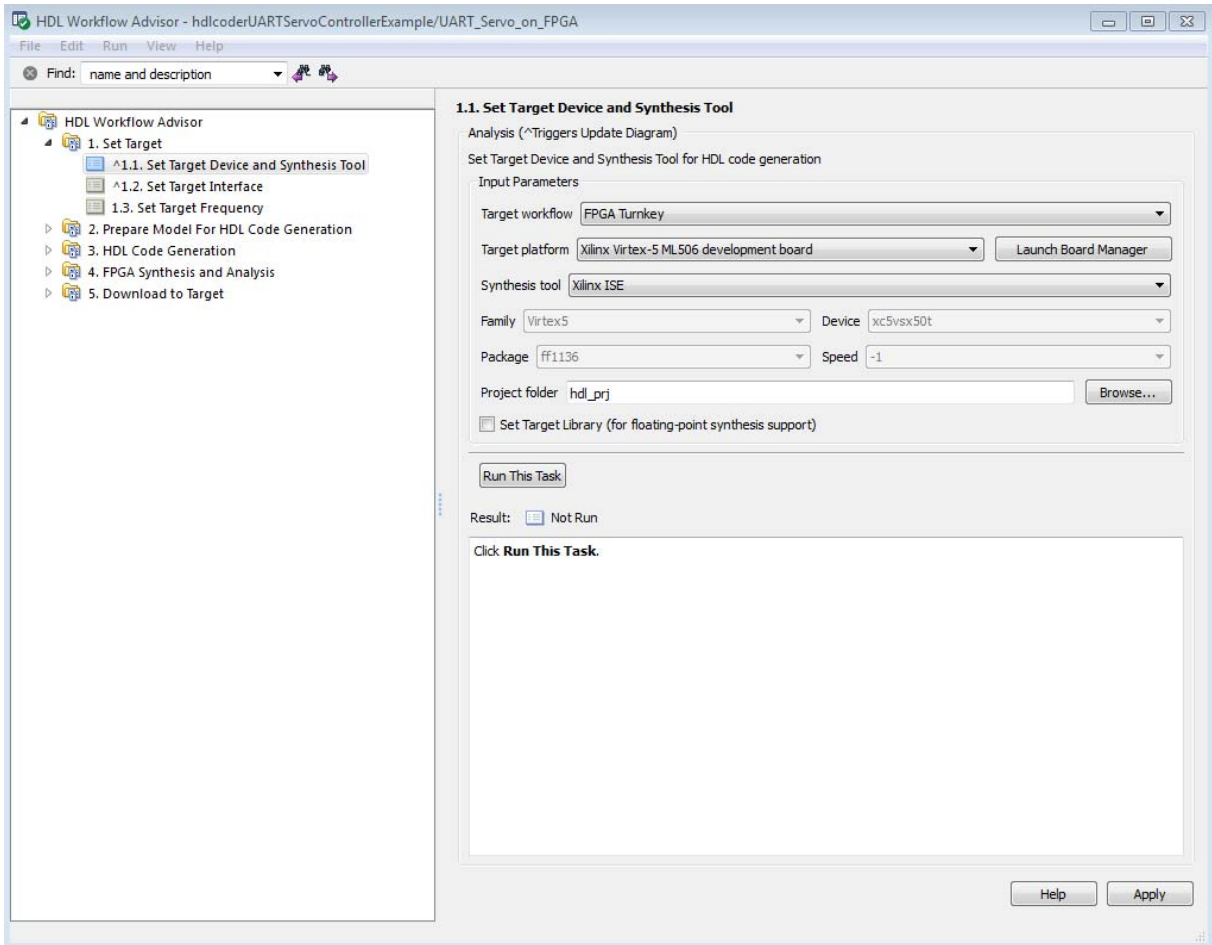 HDL Workflow Advisor - hdlcoderUARTServoControllerExample/UART_Servo_on_FPGA
File Edit Run View Help
Find: name and description
HDL Workflow Advisor
1. Set Target
^1.1. Set Target Device and Synthesis Tool
^1.2. Set Target Interface
1.3. Set Target Frequency
2. Prepare Model For HDL Code Generation
3. HDL Code Generation
4. FPGA Synthesis and Analysis
5. Download to Target
1.1. Set Target Device and Synthesis Tool
Analysis (^Triggers Update Diagram)
Set Target Device and Synthesis Tool for HDL code generation
Input Parameters
Target workflow FPGA Turnkey
Target platform Xilinx Virtex-5 ML506 development board Launch Board Manager
Synthesis tool Xilinx ISE
Family Virtex5 Device xc5vsx50t
Package ff1136 Speed -1
Project folder hdl_prj Browse...
Set Target Library (for floating-point synthesis support)
Run This Task
Result: Not Run
Click Run This Task.
Help Apply